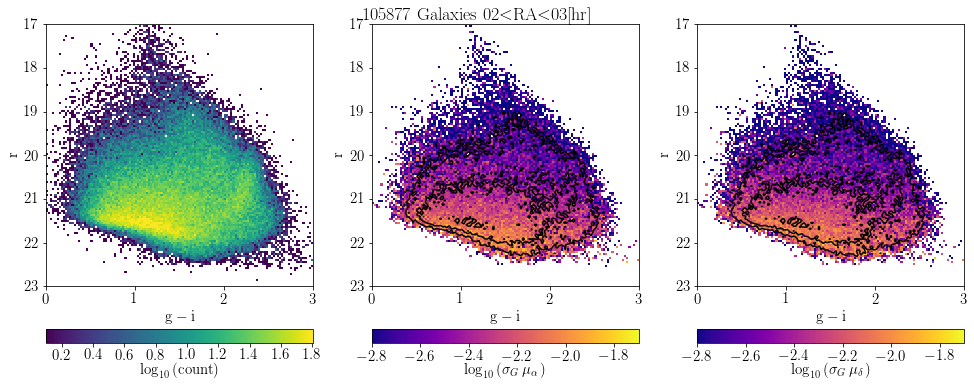 105877 Galaxies 02<RA<03[hr]
17
18
19
20
21
22
23
r
0 1 2 3
g − i
0.2 0.4 0.6 0.8 1.0 1.2 1.4 1.6 1.8
log10(count)
17
18
19
20
21
22
23
r
0 1 2 3
g − i
−2.8 −2.6 −2.4 −2.2 −2.0 −1.8
log10(σG μα)
17
18
19
20
21
22
23
r
0 1 2 3
g − i
−2.8 −2.6 −2.4 −2.2 −2.0 −1.8
log10(σG μδ)